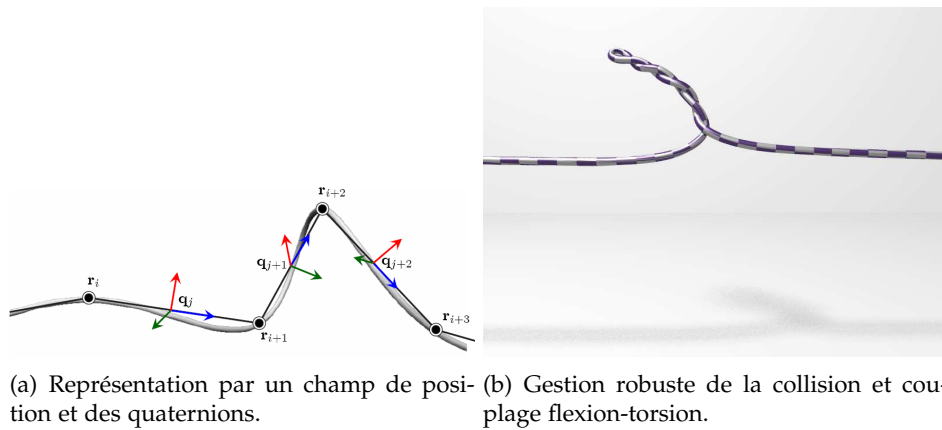 r_{i+2}
q_{j+1}
q_{j+2}
r_i
q_j
r_{i+1}
r_{i+3}
(a) Représentation par un champ de posi-
tion et des quaternions.
(b) Gestion robuste de la collision et cou-
plage flexion-torsion.